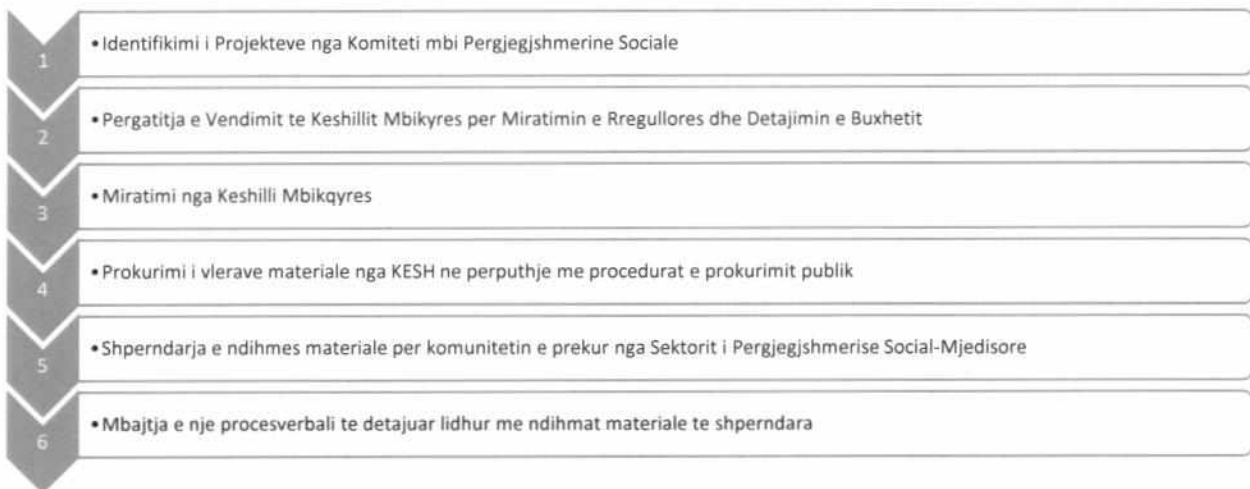 1
• Identifikimi i Projekteve nga Komiteti mbi Pergjegjshmerine Sociale
2
• Pergatitja e Vendimit te Keshillit Mbikyres per Miratimin e Rregullores dhe Detajimin e Buxhetit
3
• Miratimi nga Keshilli Mbikqyres
4
• Prokurimi i vlerave materiale nga KESH ne perputhje me procedurat e prokurimit publik
5
• Shperndarja e ndihmes materiale per komunitetin e prekur nga Sektorit i Pergjegjshmerise Social-Mjedisore
6
• Mbajtja e nje procesverbali te detajuar lidhur me ndihmat materiale te shperndara